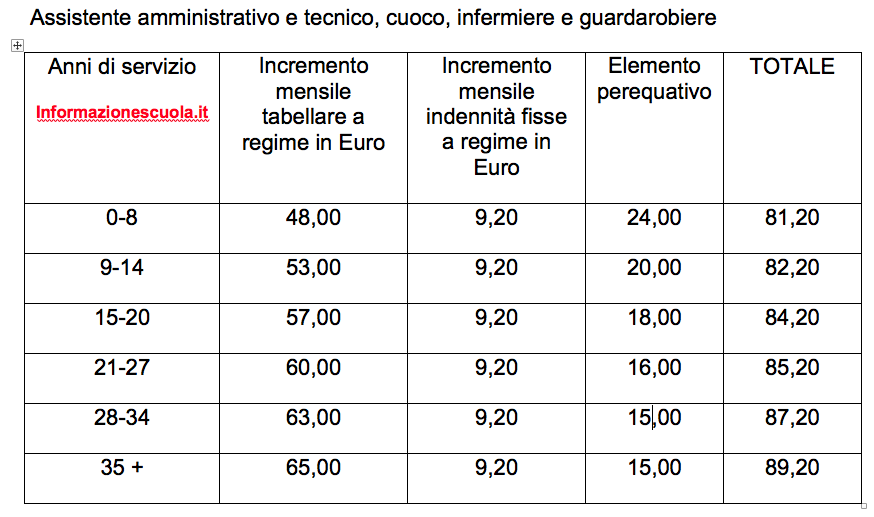 Assistente amministrativo e tecnico, cuoco, infermiere e guardarobiere
Anni di servizio
Informazionescuola.it
Incremento
mensile
tabellare a
regime in Euro
Incremento
mensile
indennità fisse
a regime in
Euro
Elemento
perequativo
TOTALE
0-8 48,00 9,20 24,00 81,20
9-14 53,00 9,20 20,00 82,20
15-20 57,00 9,20 18,00 84,20
21-27 60,00 9,20 16,00 85,20
28-34 63,00 9,20 15,00 87,20
35 + 65,00 9,20 15,00 89,20